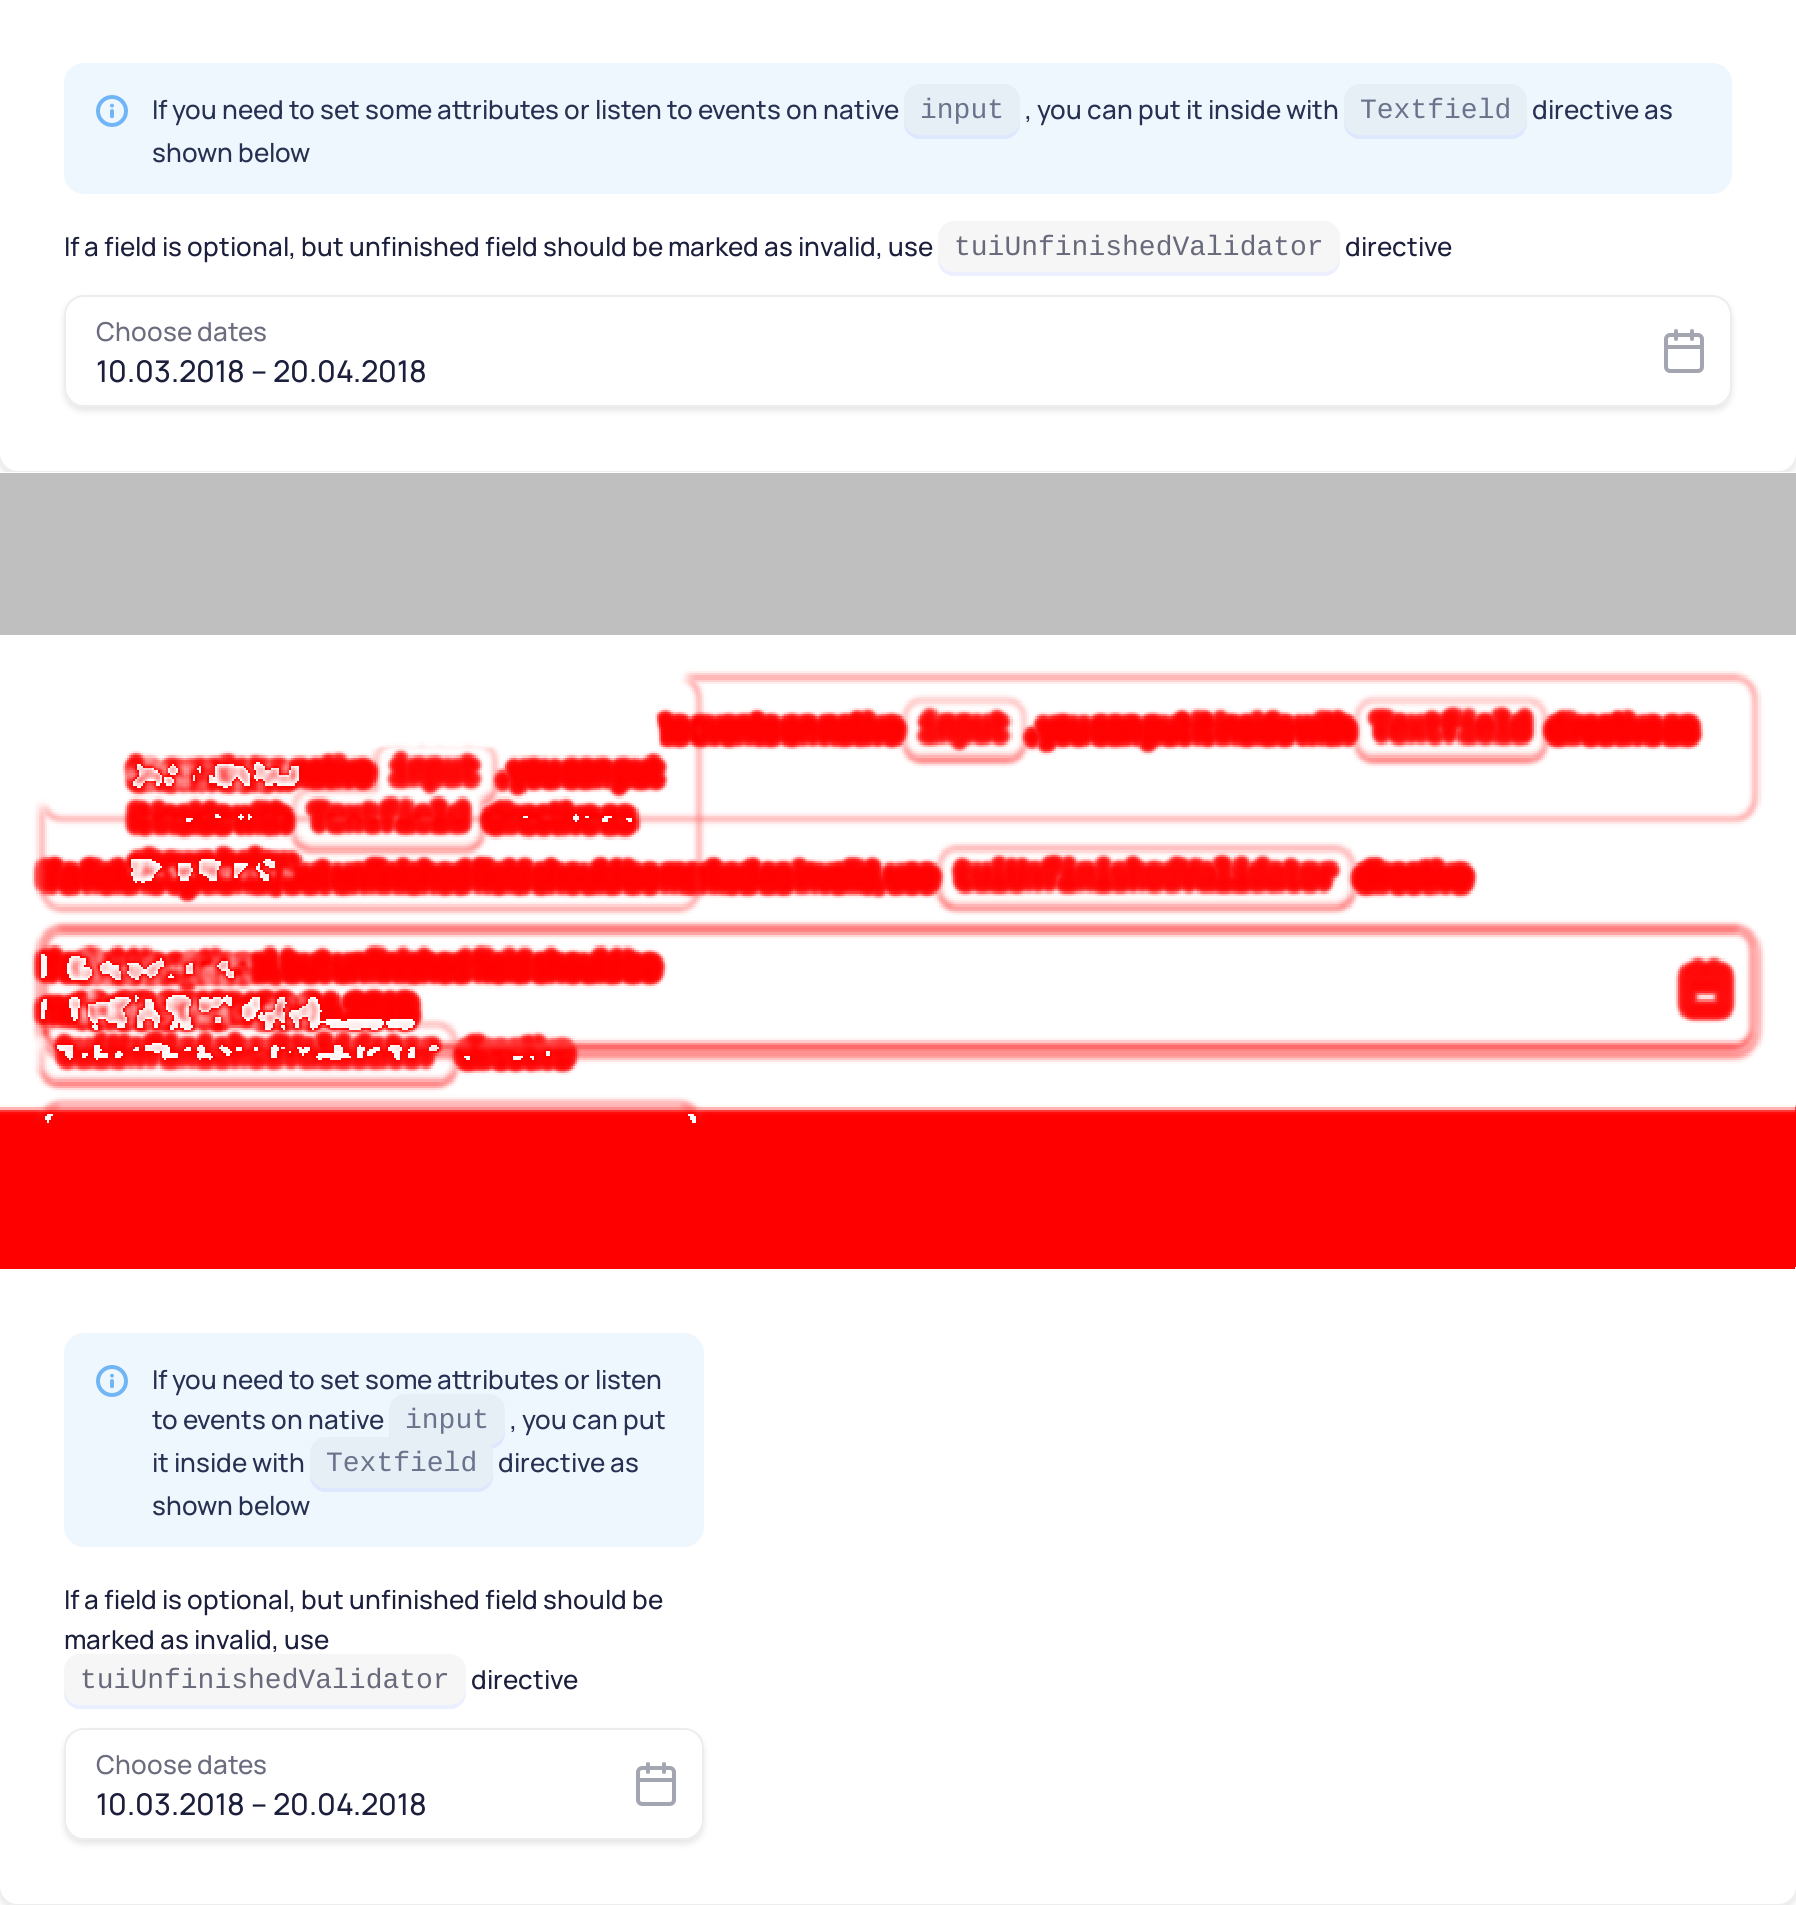 If you need to set some attributes or listen to events on native input , you can put it inside with Textfield directive as
shown below
If a field is optional, but unfinished field should be marked as invalid, use tuiUnfinishedValidator directive
Choose dates
10.03.2018 – 20.04.2018
input
Textfield
tuiUnfinishedValidator
If you need to set some attributes or listen
to events on native input , you can put
it inside with Textfield directive as
shown below
If a field is optional, but unfinished field should be
marked as invalid, use
tuiUnfinishedValidator directive
Choose dates
10.03.2018 – 20.04.2018